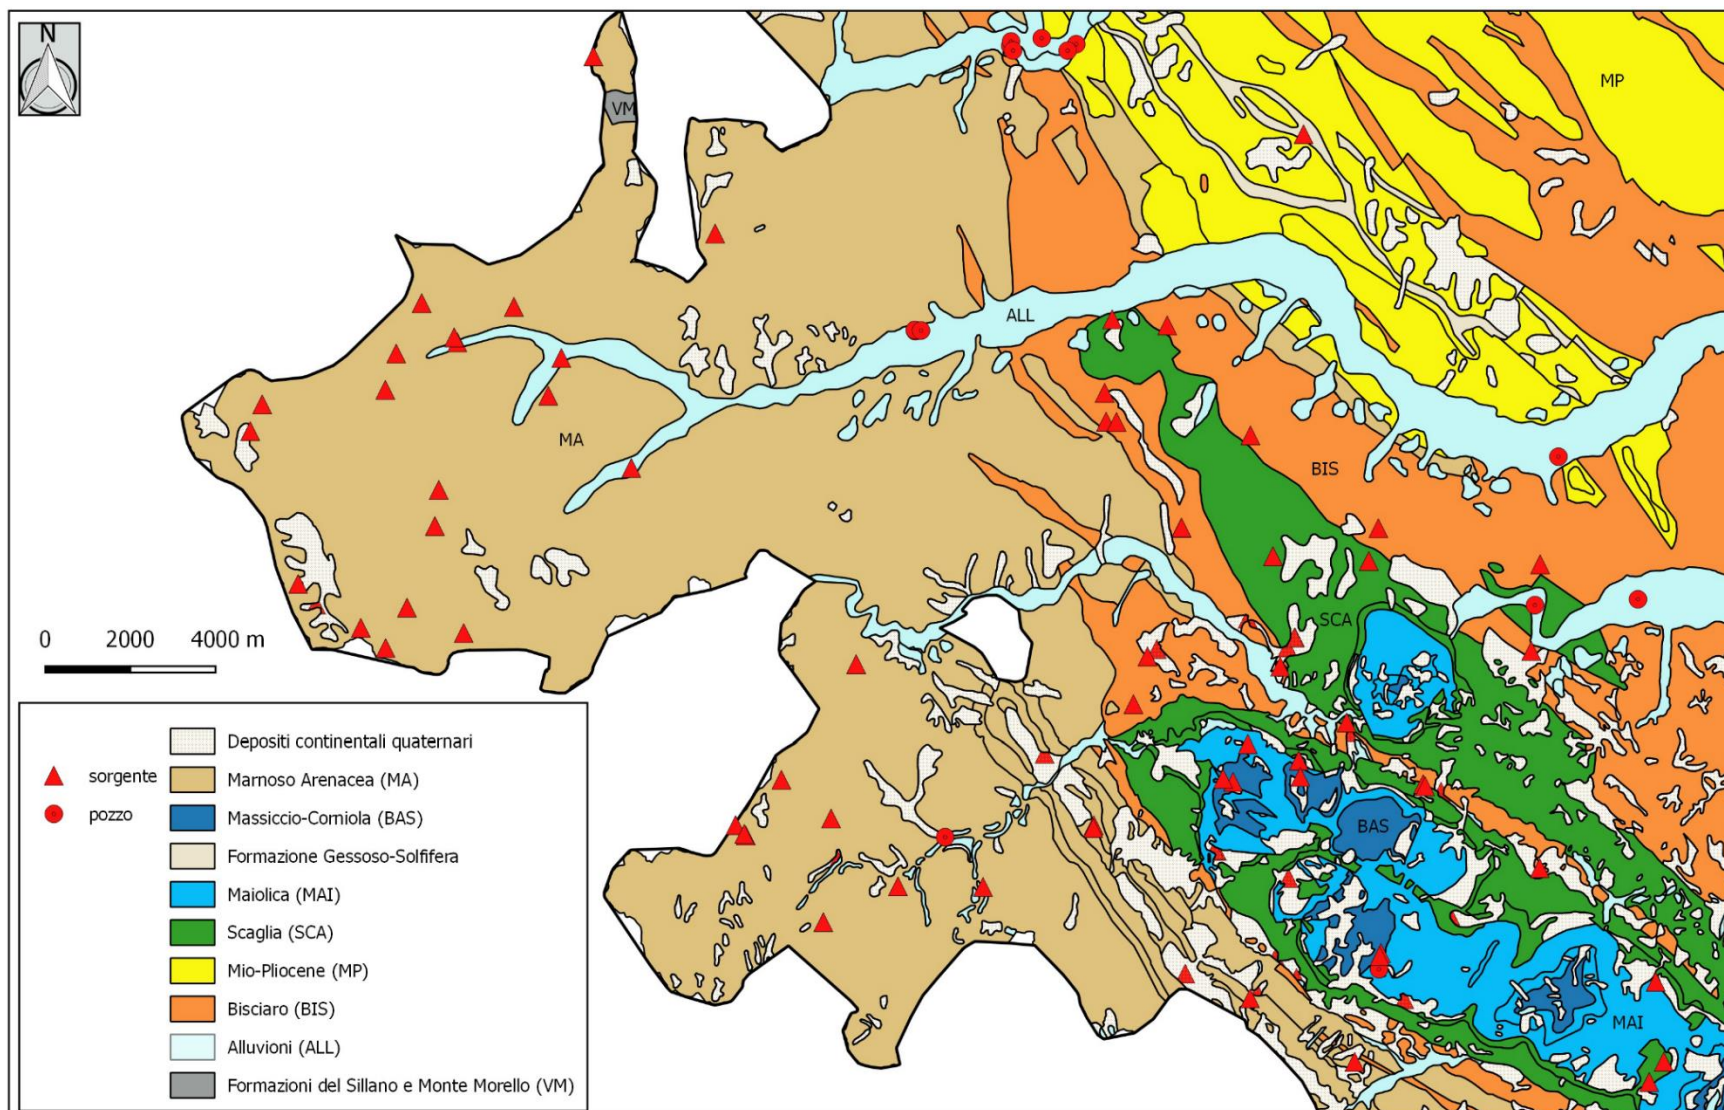 N
VM
MP
ALL
MA
BIS
SCA
0 2000 4000 m
BAS
MAI
sorgente
pozzo
Depositi continentali quaternari
Marnoso Arenacea (MA)
Massiccio-Corniola (BAS)
Formazione Gessoso-Solfifera
Maiolica (MAI)
Scaglia (SCA)
Mio-Pliocene (MP)
Bisciaro (BIS)
Alluvioni (ALL)
Formazioni del Sillano e Monte Morello (VM)